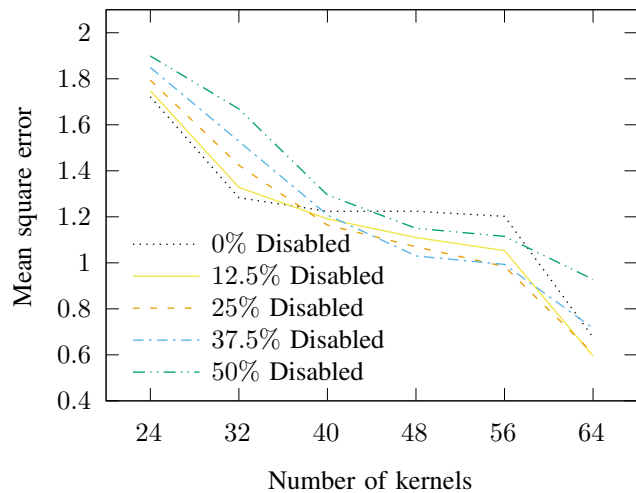 2
1.8
1.6
1.4
1.2
1
0.8
0.6
0.4
Mean square error
0% Disabled
12.5% Disabled
25% Disabled
37.5% Disabled
50% Disabled
24 32 40 48 56 64
Number of kernels